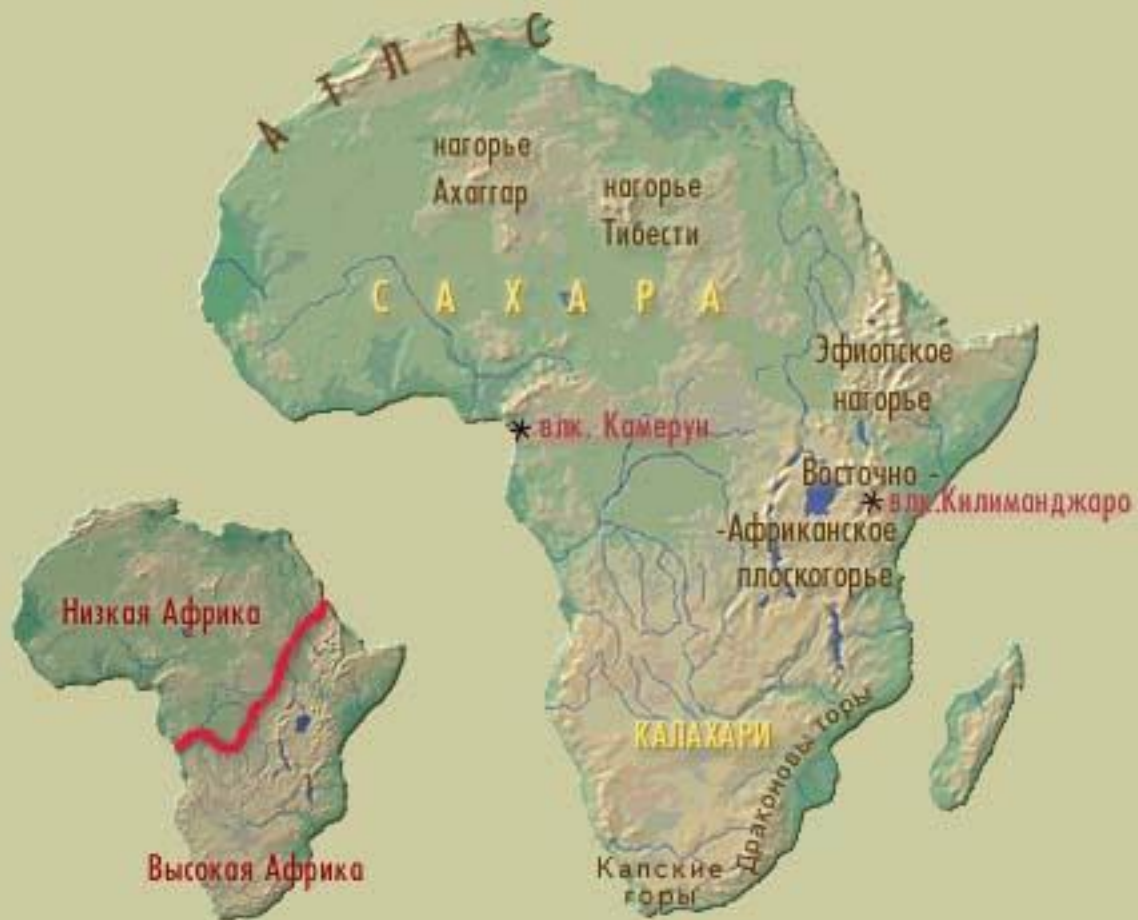 АТЛАС
нагорье
Ахаггар
нагорье
Тибести
САХАРА
Эфиопское
нагорье
влк. Камерун
Восточно -
влк.Килиманджаро
-Африканское
плоскогорье
Низкая Африка
КАЛАХАРИ
Драконовы горы
Капские
горы
Высокая Африка